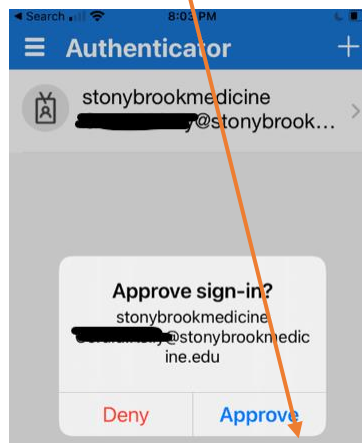 Search 8:03 PM
Authenticator
stonybrookmedicine
y@stonybrook...
Approve sign-in?
stonybrookmedicine
@stonybrookmedic
ine.edu
Deny Approve